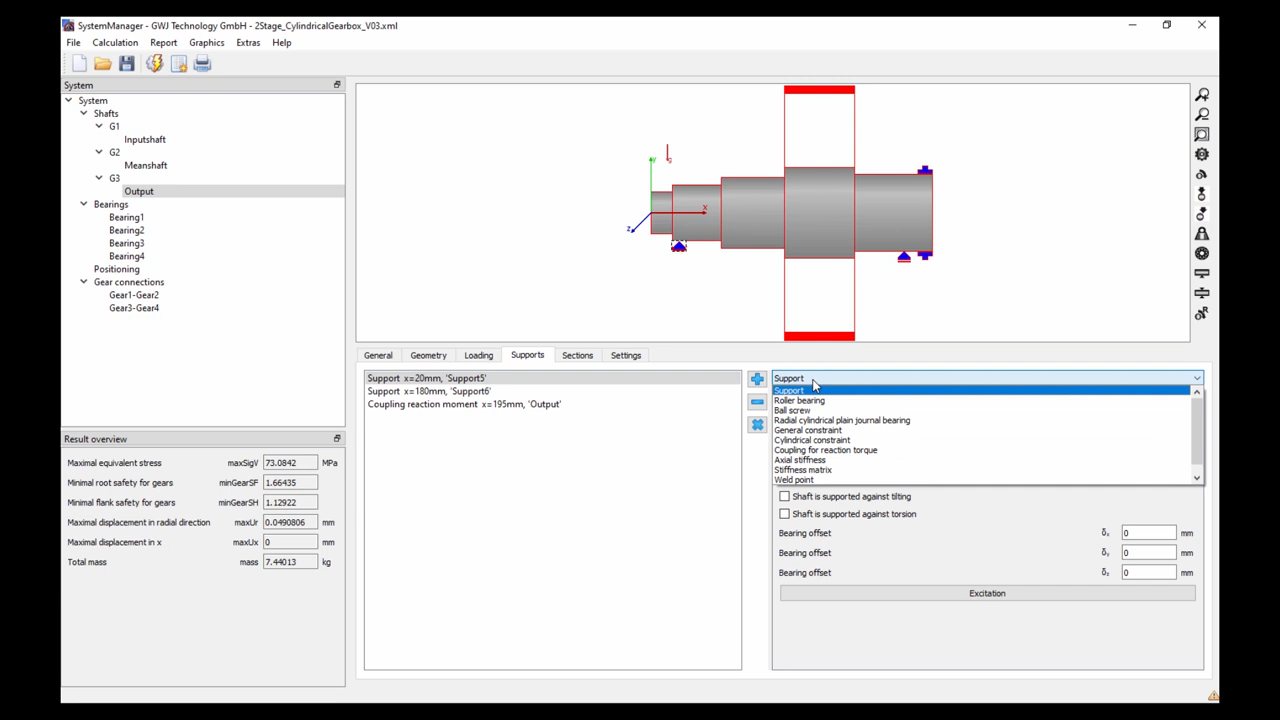 SystemManager - GWJ Technology GmbH - 2Stage_CylindricalGearbox_V03.xml
File Calculation Report Graphics Extras Help
System
System
Shafts
G1
Inputshaft
G2
Meanshaft
G3
Output
Bearings
Bearing1
Bearing2
Bearing3
Bearing4
Positioning
Gear connections
Gear1-Gear2
Gear3-Gear4
Result overview
Maximal equivalent stress maxSigV 73.0842 MPa
Minimal root safety for gears minGearSF 1.66435
Minimal flank safety for gears minGearSH 1.12922
Maximal displacement in radial direction maxUr 0.0490806 mm
Maximal displacement in x maxUx 0 mm
Total mass mass 7.44013 kg
y
g
x
z
General Geometry Loading Supports Sections Settings
Support x=20mm, 'Support5'
Support x=180mm, 'Support6'
Coupling reaction moment x=195mm, 'Output'
Support
Support
Roller bearing
Ball screw
Radial cylindrical plain journal bearing
General constraint
Cylindrical constraint
Coupling for reaction torque
Axial stiffness
Stiffness matrix
Weld point
Shaft is supported against tilting
Shaft is supported against torsion
Bearing offset δx 0 mm
Bearing offset δy 0 mm
Bearing offset δz 0 mm
Excitation